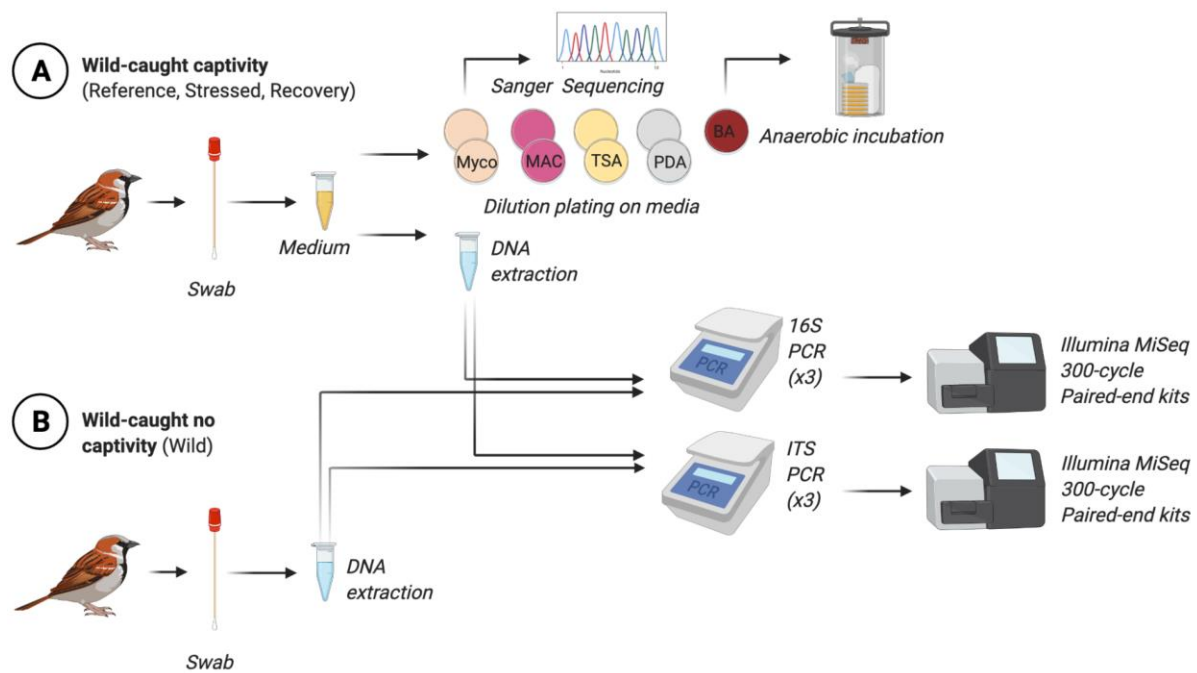 A
Wild-caught captivity
(Reference, Stressed, Recovery)
Swab
Medium
Nucleotide
Sanger Sequencing
Myco
MAC
TSA
PDA
BA
Anaerobic incubation
Dilution plating on media
DNA
extraction
PCR
16S
PCR
(x3)
Illumina MiSeq
300-cycle
Paired-end kits
B
Wild-caught no
captivity (Wild)
Swab
DNA
extraction
PCR
ITS
PCR
(x3)
Illumina MiSeq
300-cycle
Paired-end kits